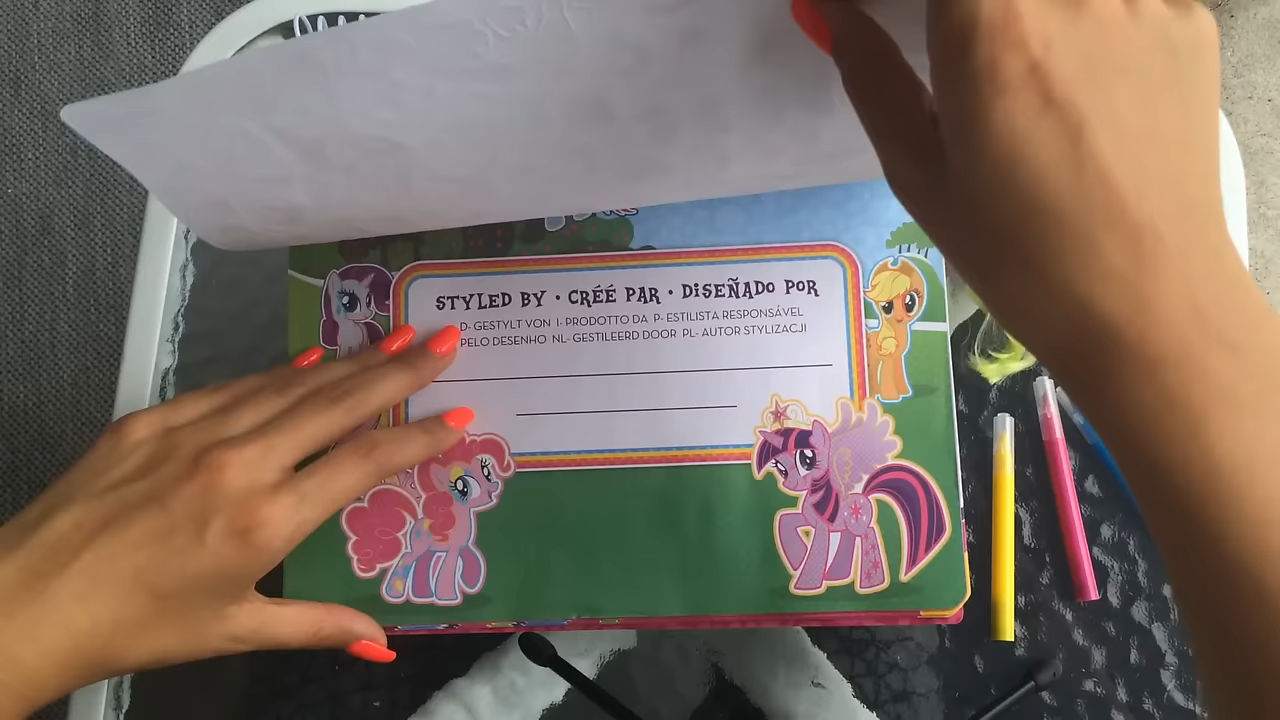 STYLED BY • CRÉÉ PAR • DISEÑADO POR
D- GESTYLT VON I- PRODOTTO DA P- ESTILISTA RESPONSÁVEL
PELO DESENHO NL- GESTILEERD DOOR PL- AUTOR STYLIZACJI